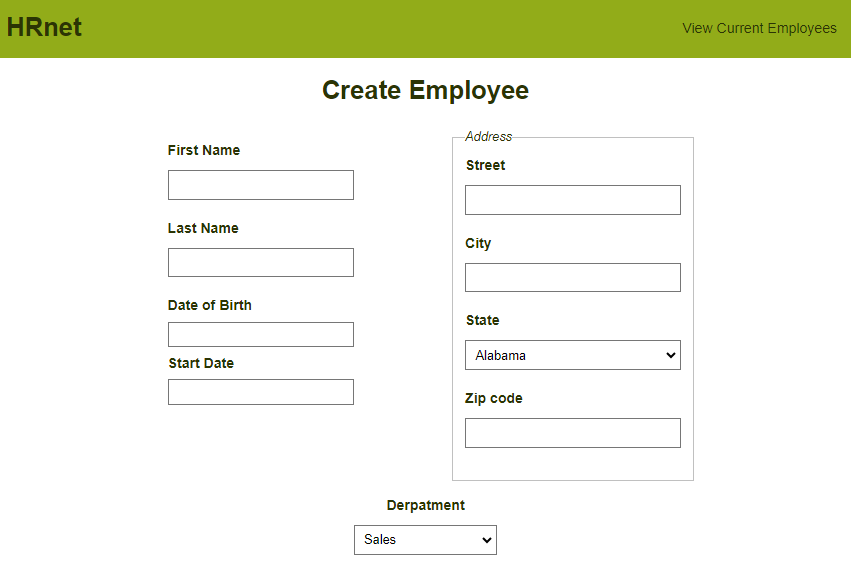 HRnet
View Current Employees
Create Employee
First Name
Last Name
Date of Birth
Start Date
Address
Street
City
State
Alabama
Zip code
Derpatment
Sales